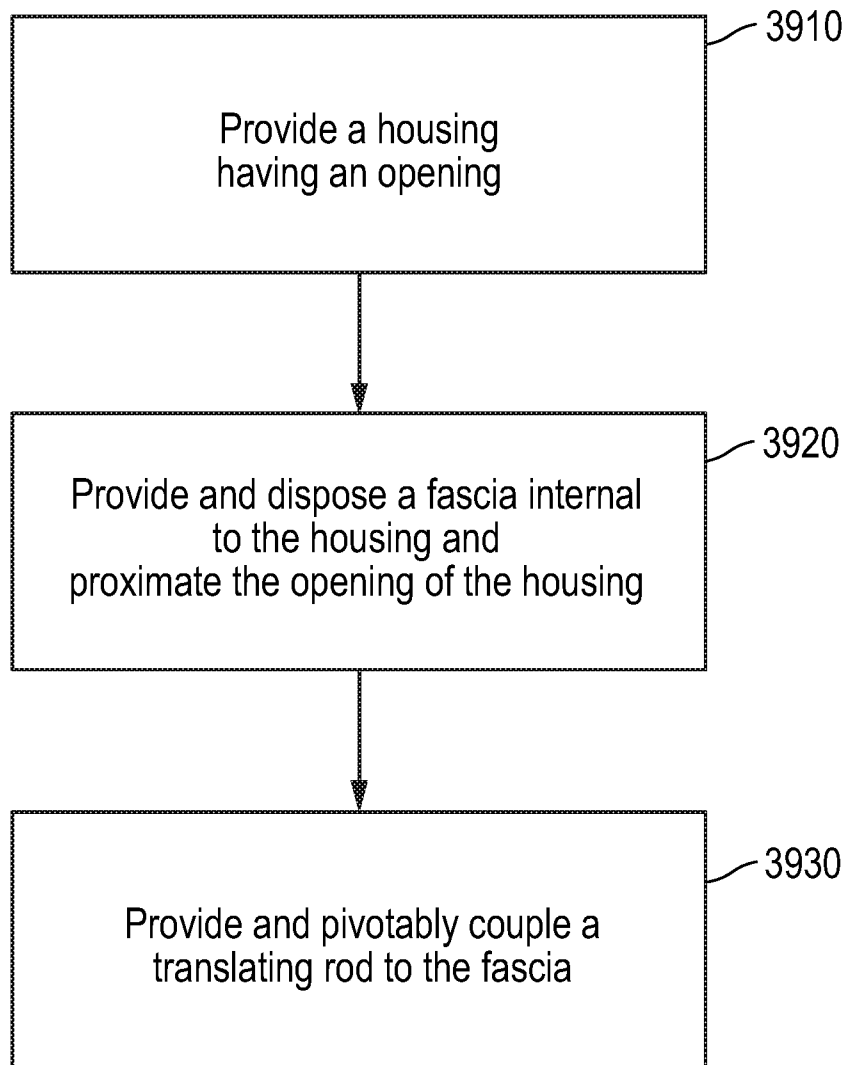 3910
Provide a housing
having an opening
3920
Provide and dispose a fascia internal
to the housing and
proximate the opening of the housing
3930
Provide and pivotably couple a
translating rod to the fascia